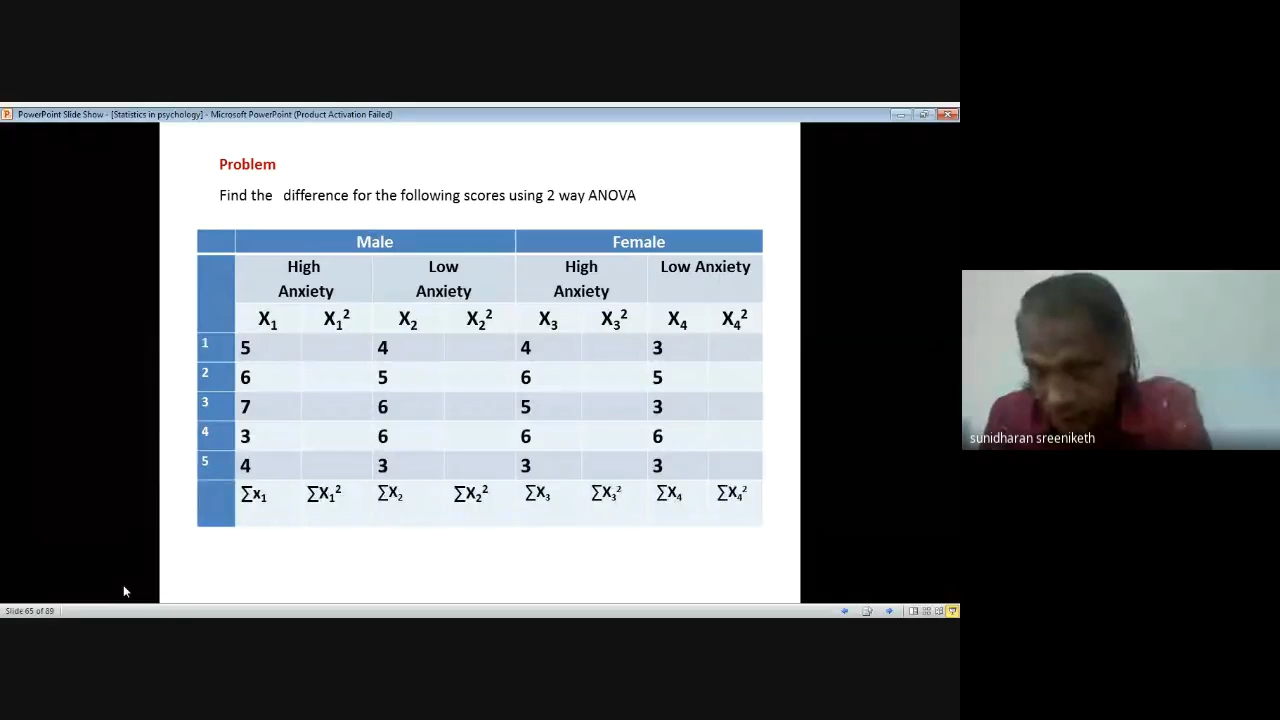 PowerPoint Slide Show - [Statistics in psychology] - Microsoft PowerPoint (Product Activation Failed)
Problem
Find the difference for the following scores using 2 way ANOVA
Male Female
High Anxiety Low Anxiety High Anxiety Low Anxiety
X₁ X₁² X₂ X₂² X₃ X₃² X₄ X₄²
1 5 4 4 3
2 6 5 6 5
3 7 6 5 3
4 3 6 6 6
5 4 3 3 3
∑x₁ ∑X₁² ∑X₂ ∑X₂² ∑X₃ ∑X₃² ∑X₄ ∑X₄²
sunidharan sreeniketh
Slide 65 of 89